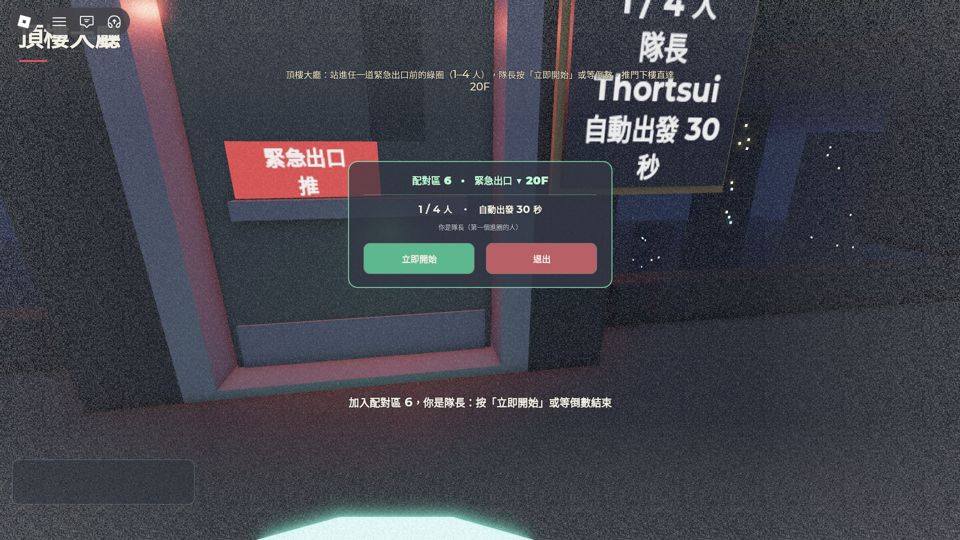 頂樓大廳
頂樓大廳：站進任一道緊急出口前的綠圈（1–4 人），隊長按「立即開始」或等倒數，推門下樓直達
20F
1 / 4 人
隊長
Thortsui
自動出發 30
秒
緊急出口
推
配對區 6 • 緊急出口 ▼ 20F
1 / 4 人 • 自動出發 30 秒
你是隊長（第一個進圈的人）
立即開始
退出
加入配對區 6，你是隊長：按「立即開始」或等倒數結束